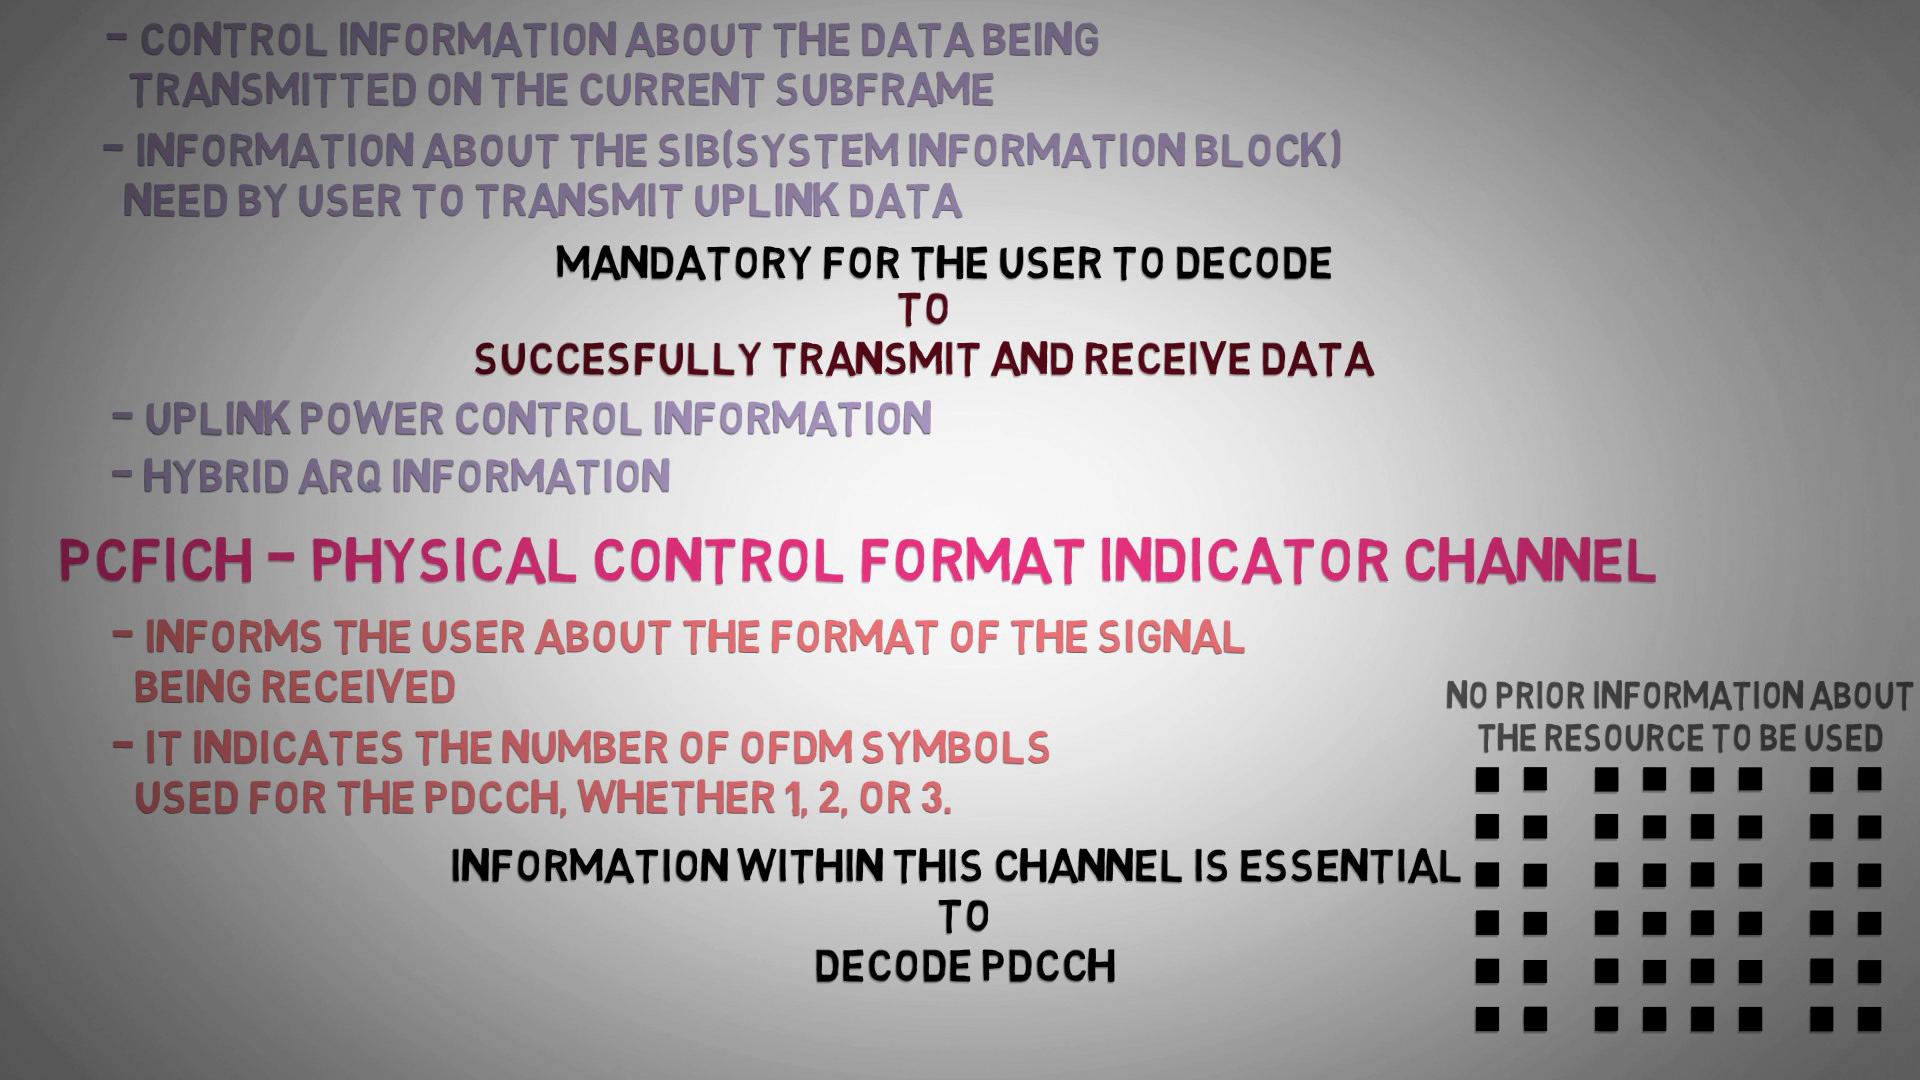 - CONTROL INFORMATION ABOUT THE DATA BEING
TRANSMITTED ON THE CURRENT SUBFRAME
- INFORMATION ABOUT THE SIB(SYSTEM INFORMATION BLOCK)
NEED BY USER TO TRANSMIT UPLINK DATA
MANDATORY FOR THE USER TO DECODE
TO
SUCCESFULLY TRANSMIT AND RECEIVE DATA
- UPLINK POWER CONTROL INFORMATION
- HYBRID ARQ INFORMATION
PCFICH - PHYSICAL CONTROL FORMAT INDICATOR CHANNEL
- INFORMS THE USER ABOUT THE FORMAT OF THE SIGNAL
BEING RECEIVED
- IT INDICATES THE NUMBER OF OFDM SYMBOLS
USED FOR THE PDCCH, WHETHER 1, 2, OR 3.
INFORMATION WITHIN THIS CHANNEL IS ESSENTIAL
TO
DECODE PDCCH
NO PRIOR INFORMATION ABOUT
THE RESOURCE TO BE USED